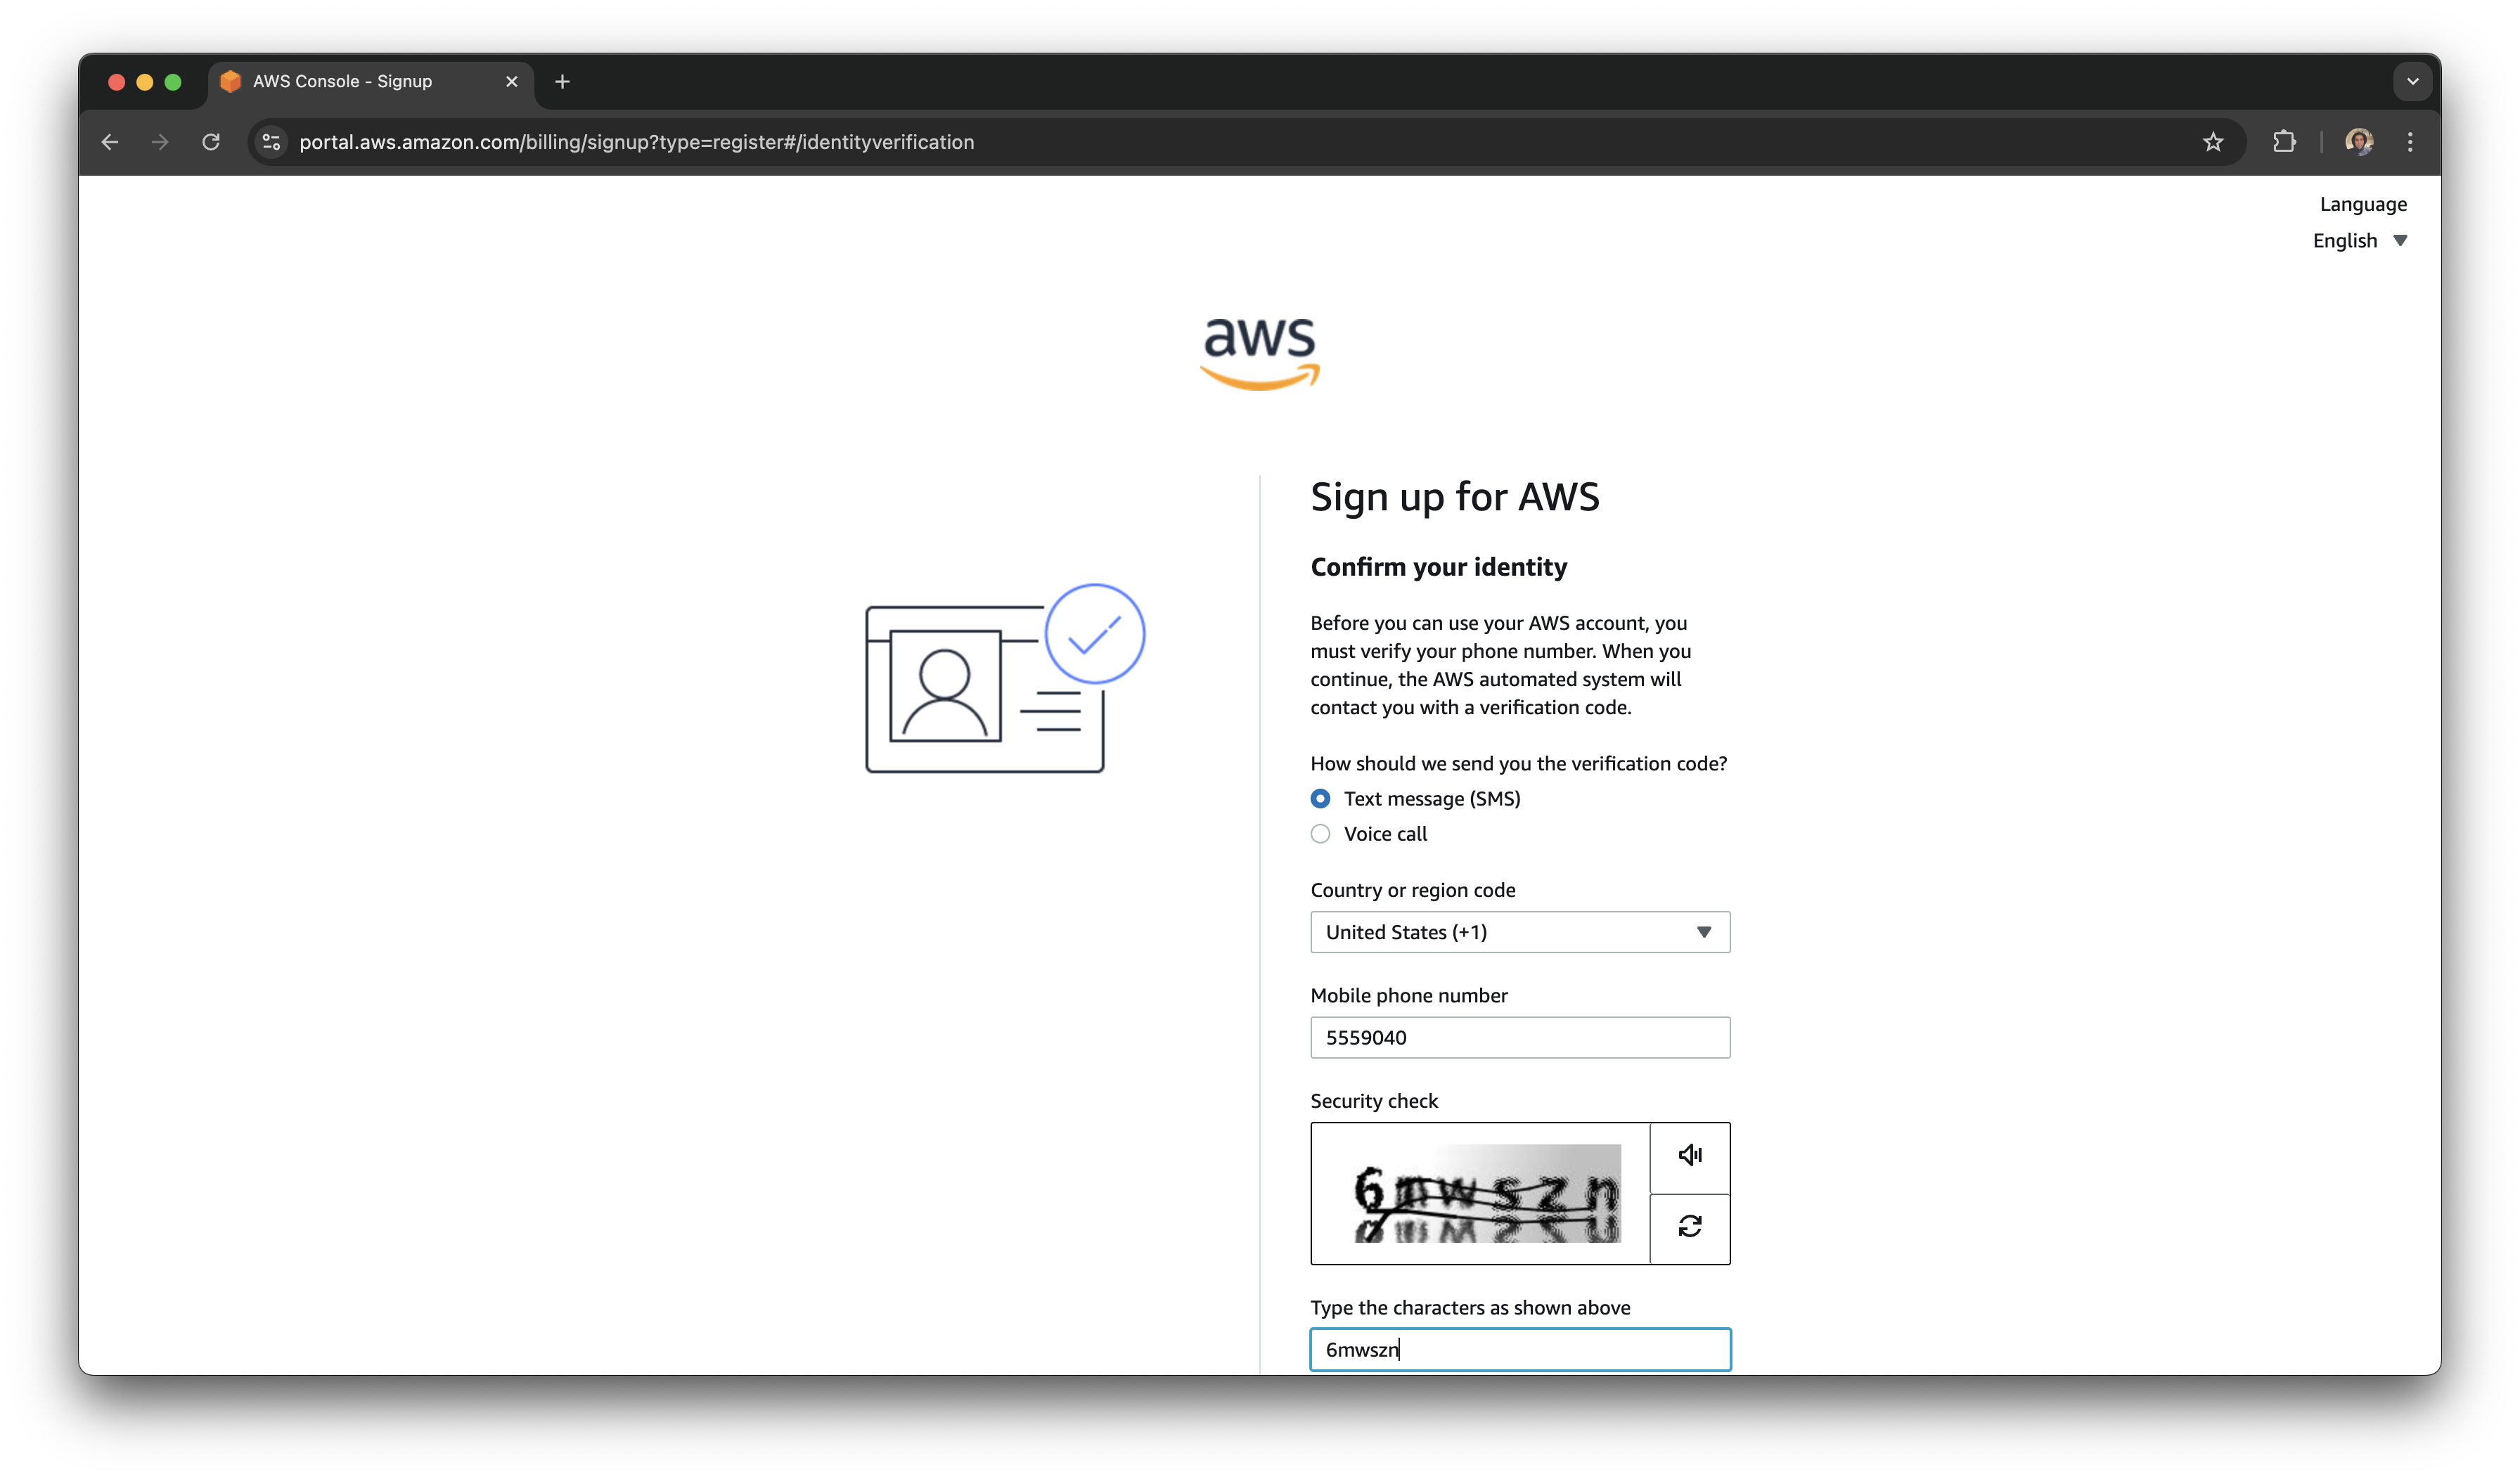 AWS Console - Signup
portal.aws.amazon.com/billing/signup?type=register#/identityverification
Language
English
aws
Sign up for AWS
Confirm your identity
Before you can use your AWS account, you
must verify your phone number. When you
continue, the AWS automated system will
contact you with a verification code.
How should we send you the verification code?
Text message (SMS)
Voice call
Country or region code
United States (+1)
Mobile phone number
5559040
Security check
6mwszn
Type the characters as shown above
6mwszn